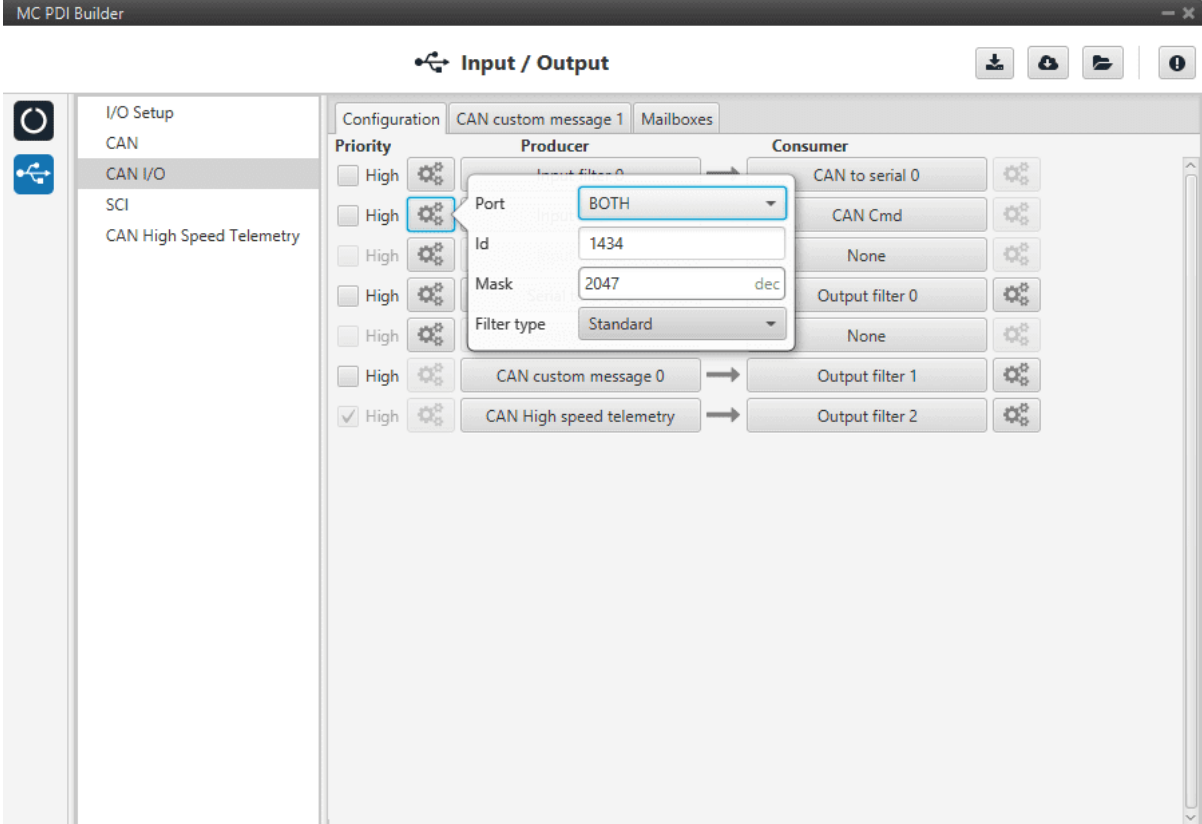 MC PDI Builder
Input / Output
I/O Setup
CAN
CAN I/O
SCI
CAN High Speed Telemetry
Configuration CAN custom message 1 Mailboxes
Priority Producer Consumer
High Input filter 0 CAN to serial 0
High CAN Cmd
High None
High Output filter 0
High None
High CAN custom message 0 Output filter 1
High CAN High speed telemetry Output filter 2
Port BOTH
Id 1434
Mask 2047 dec
Filter type Standard